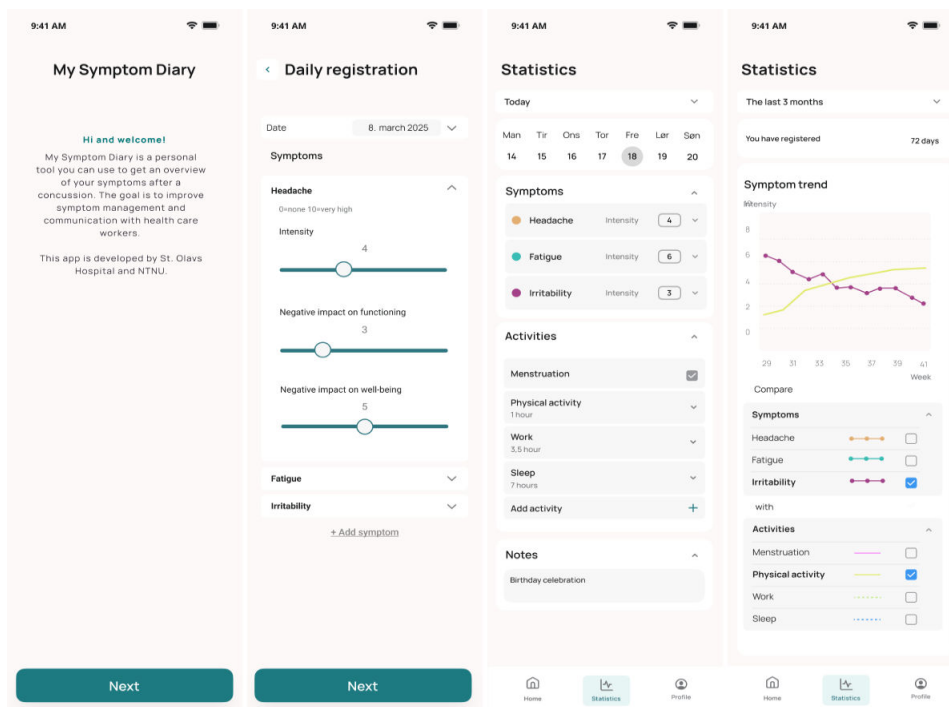 9:41 AM
My Symptom Diary
Hi and welcome!
My Symptom Diary is a personal
tool you can use to get an overview
of your symptoms after a
concussion. The goal is to improve
symptom management and
communication with health care
workers.
This app is developed by St. Olavs
Hospital and NTNU.
Next
9:41 AM
Daily registration
Date 8. march 2025
Symptoms
Headache
0=none 10=very high
Intensity
4
Negative impact on functioning
3
Negative impact on well-being
5
Fatigue
Irritability
+ Add symptom
Next
9:41 AM
Statistics
Today
Man Tir Ons Tor Fre Lør Søn
14 15 16 17 18 19 20
Symptoms
Headache Intensity 4
Fatigue Intensity 6
Irritability Intensity 3
Activities
Menstruation
Physical activity
1 hour
Work
3,5 hour
Sleep
7 hours
Add activity +
Notes
Birthday celebration
Home Statistics Profile
9:41 AM
Statistics
The last 3 months
You have registered 72 days
Symptom trend
Intensity
8
6
4
2
0
29 31 33 35 37 39 41
Week
Compare
Symptoms
Headache
Fatigue
Irritability
with
Activities
Menstruation
Physical activity
Work
Sleep
Home Statistics Profile